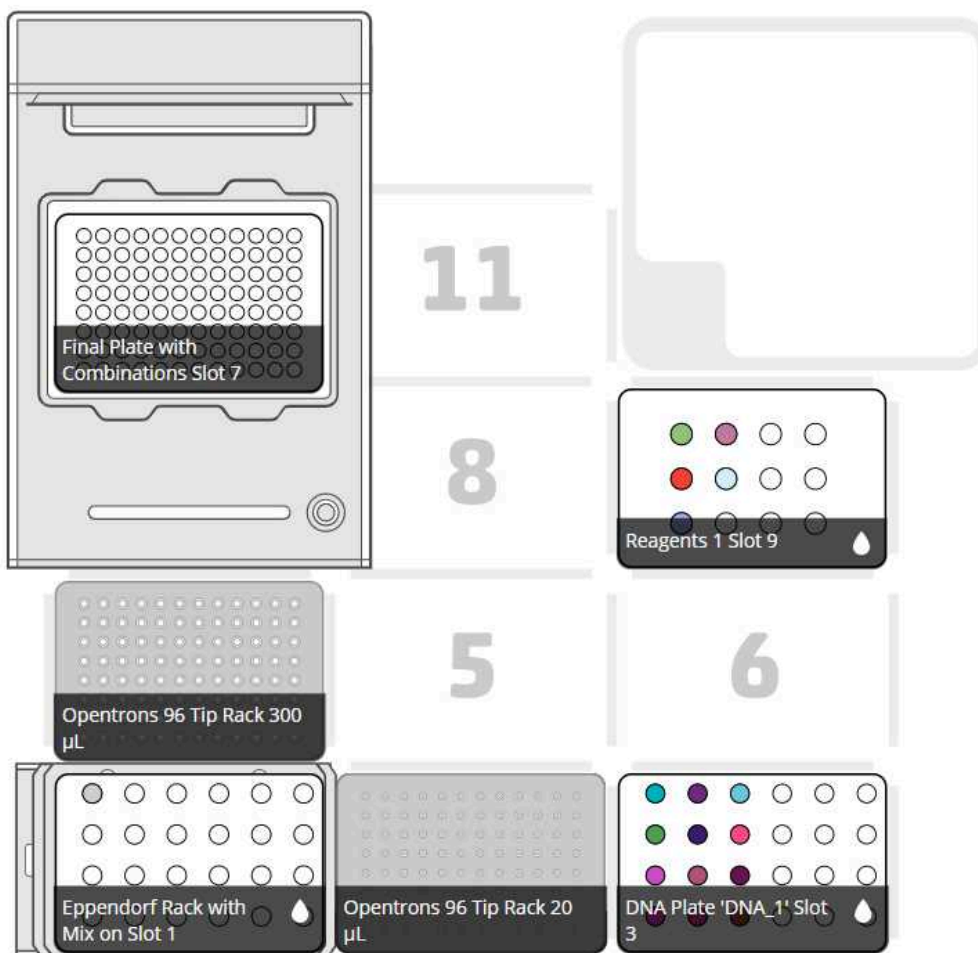 11
Final Plate with
Combinations Slot 7
8
Reagents 1 Slot 9
5
6
Opentrons 96 Tip Rack 300
µL
Eppendorf Rack with
Mix on Slot 1
Opentrons 96 Tip Rack 20
µL
DNA Plate 'DNA_1' Slot
3